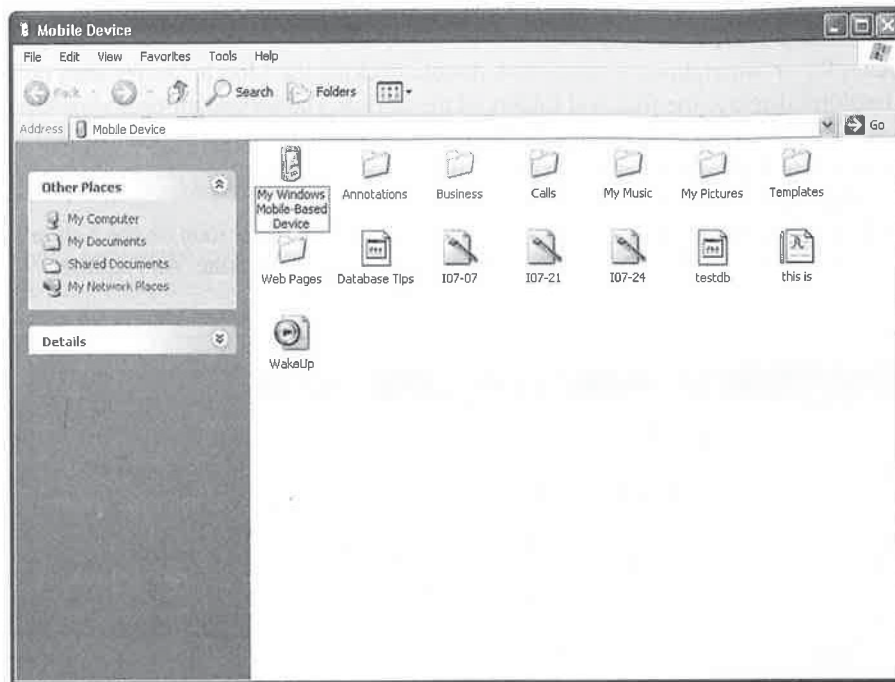 Mobile Device
File Edit View Favorites Tools Help
Back Search Folders
Address Mobile Device Go
Other Places
My Computer
My Documents
Shared Documents
My Network Places
Details
My Windows Mobile-Based Device
Annotations Business Calls My Music My Pictures Templates
Web Pages Database Tips I07-07 I07-21 I07-24 testdb this is
WakeUp